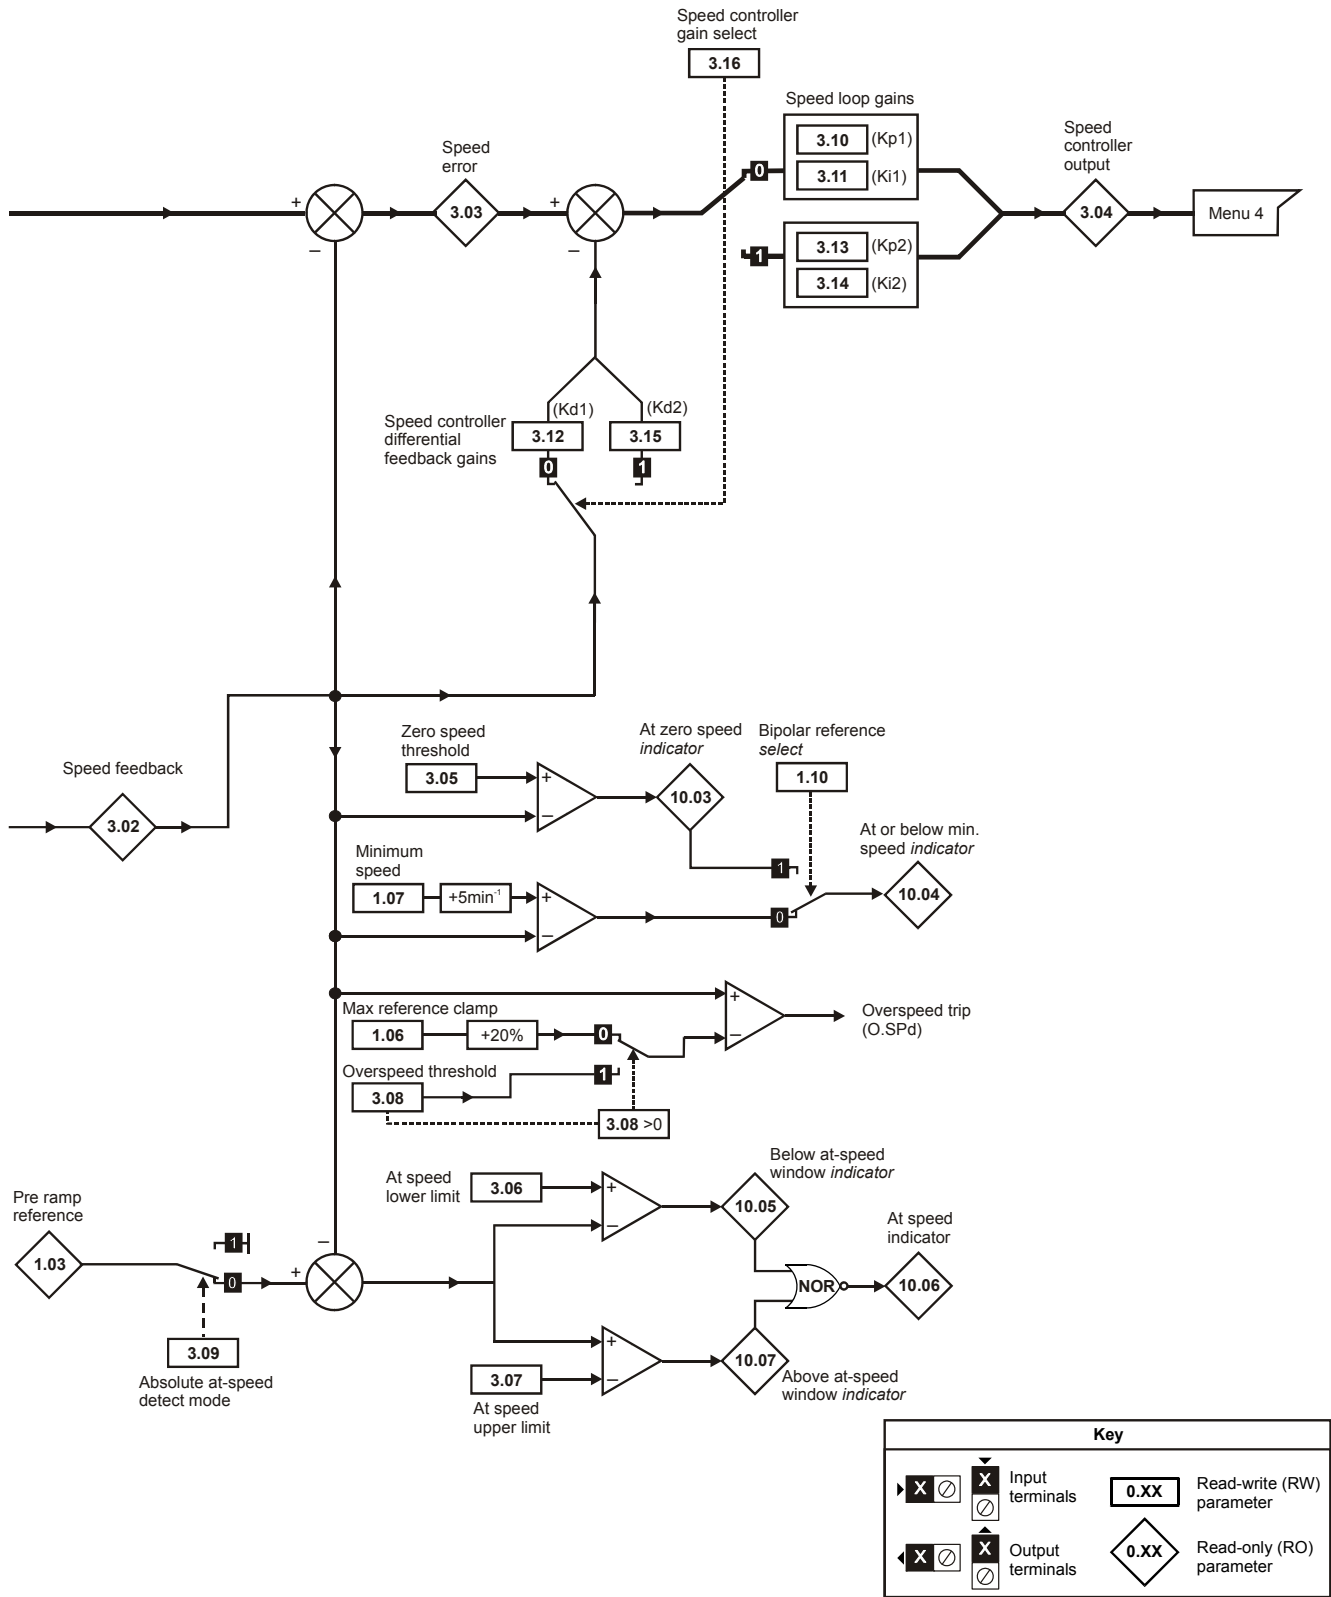 Speed controller
gain select
3.16
Speed loop gains
3.10 (Kp1)
3.11 (Ki1)
Speed
error
3.03
+
–
+
–
0
1
3.13 (Kp2)
3.14 (Ki2)
Speed
controller
output
3.04
Menu 4
(Kd1)
(Kd2)
Speed controller
differential
feedback gains
3.12
3.15
0
1
Speed feedback
3.02
Zero speed
threshold
3.05
+
–
At zero speed
indicator
10.03
Bipolar reference
select
1.10
1
0
At or below min.
speed indicator
10.04
Minimum
speed
1.07
+5min-1
+
–
Max reference clamp
1.06
+20%
0
1
Overspeed threshold
3.08
3.08 >0
+
–
Overspeed trip
(O.SPd)
Pre ramp
reference
1.03
1
0
3.09
Absolute at-speed
detect mode
+
–
At speed
lower limit
3.06
+
–
Below at-speed
window indicator
10.05
NOR
At speed
indicator
10.06
3.07
At speed
upper limit
+
–
10.07
Above at-speed
window indicator
Key
X
X
Input
terminals
0.XX
Read-write (RW)
parameter
X
X
Output
terminals
0.XX
Read-only (RO)
parameter